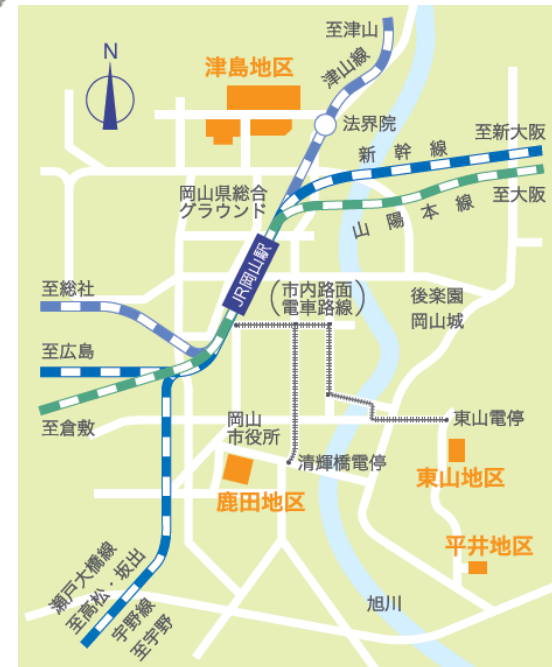 至津山
N
津島地区
津山線
法界院
至新大阪
新幹線
岡山県総合
グラウンド
至大阪
山陽本線
JR岡山駅
至総社
(市内路面
電車路線)
後楽園
岡山城
至広島
岡山
市役所
東山電停
至倉敷
清輝橋電停
東山地区
鹿田地区
平井地区
瀬戸大橋線
至高松・坂出
宇野線
至宇野
旭川